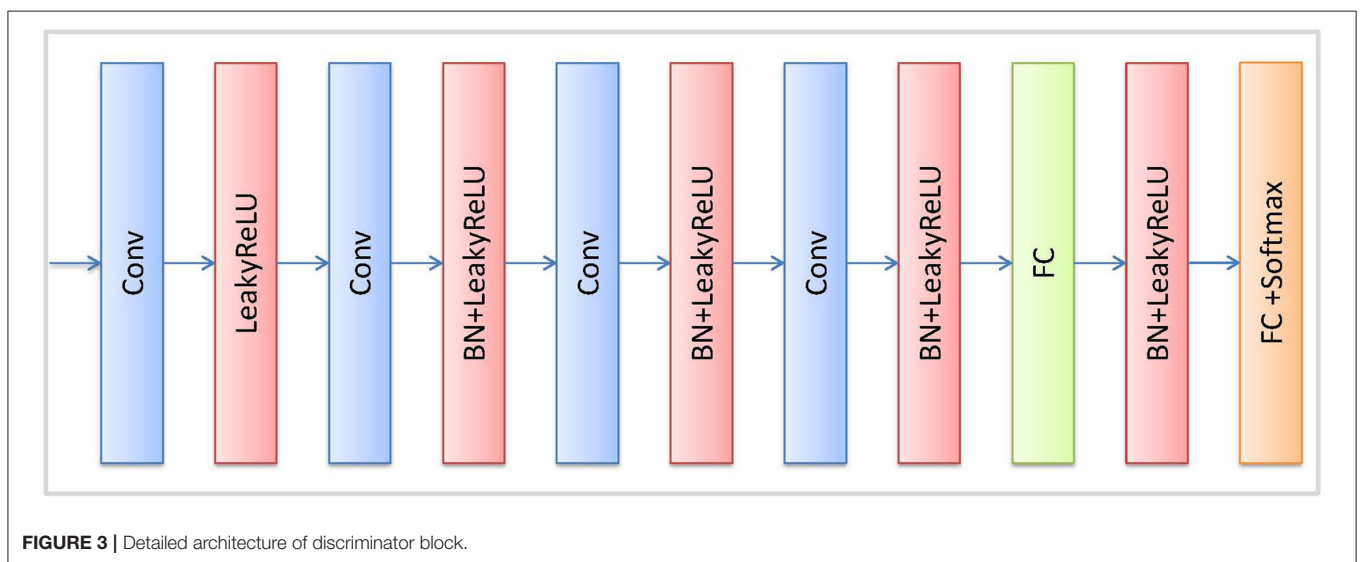 Conv
LeakyReLU
Conv
BN+LeakyReLU
Conv
BN+LeakyReLU
Conv
BN+LeakyReLU
FC
BN+LeakyReLU
FC +Softmax
FIGURE 3 | Detailed architecture of discriminator block.